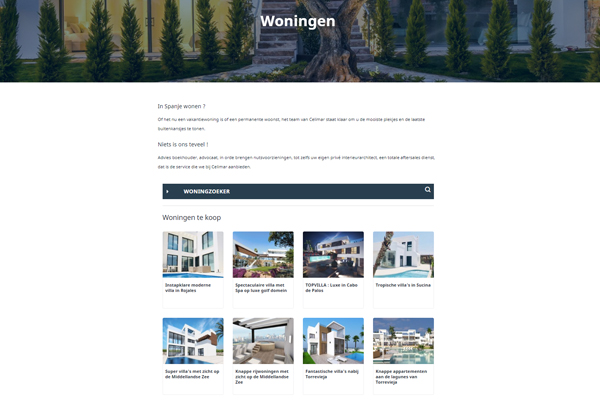 Woningen
In Spanje wonen ?
Of het nu een vakantiewoning is of een permanente woonst, het team van Celimar staat klaar om u de mooiste plekjes en de laatste
buitenkansjes te tonen.
Niets is ons teveel !
Advies boekhouder, advocaat, in orde brengen nutsvoorzieningen, tot zelfs uw eigen privé interieurarchitect, een totale aftersales dienst,
dat is de service die we bij Celimar aanbieden.
WONINGZOEKER
Woningen te koop
Instapklare moderne villa in Rojales
Spectaculaire villa met Spa op luxe golf domein
TOPVILLA : Luxe in Cabo de Palos
Tropische villa's in Sucina
Super villa's met zicht op de Middellandse Zee
Knappe rijwoningen met zicht op de Middellandse Zee
Fantastische villa's nabij Torrevieja
Knappe appartementen aan de lagunes van Torrevieja